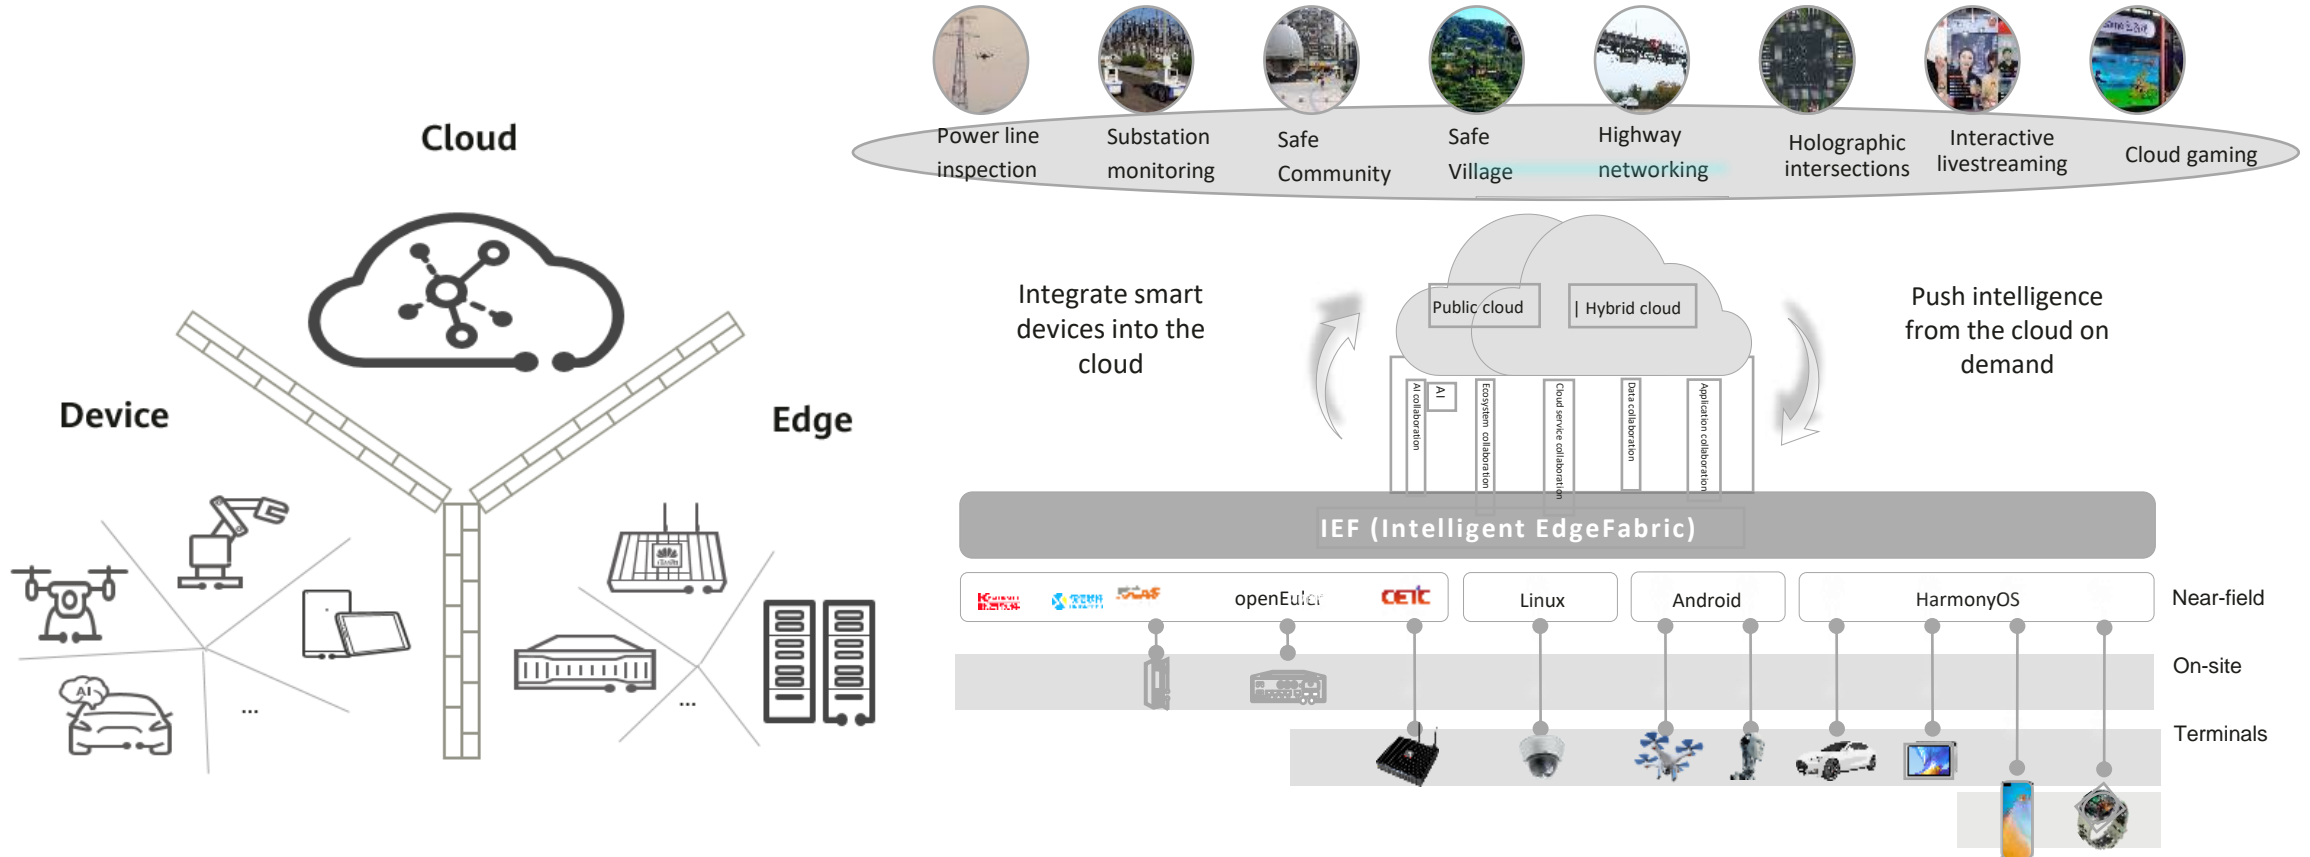 Cloud
Device
Edge
AI
...
...
Power line
inspection
Substation
monitoring
Safe
Community
Safe
Village
Highway
networking
Holographic
intersections
Interactive
livestreaming
Cloud gaming
Integrate smart
devices into the
cloud
Public cloud
| Hybrid cloud
Push intelligence
from the cloud on
demand
AI collaboration
AI
Ecosystem collaboration
Cloud service collaboration
Data collaboration
Application collaboration
IEF (Intelligent EdgeFabric)
openEuler
CETC
Linux
Android
HarmonyOS
Near-field
On-site
Terminals